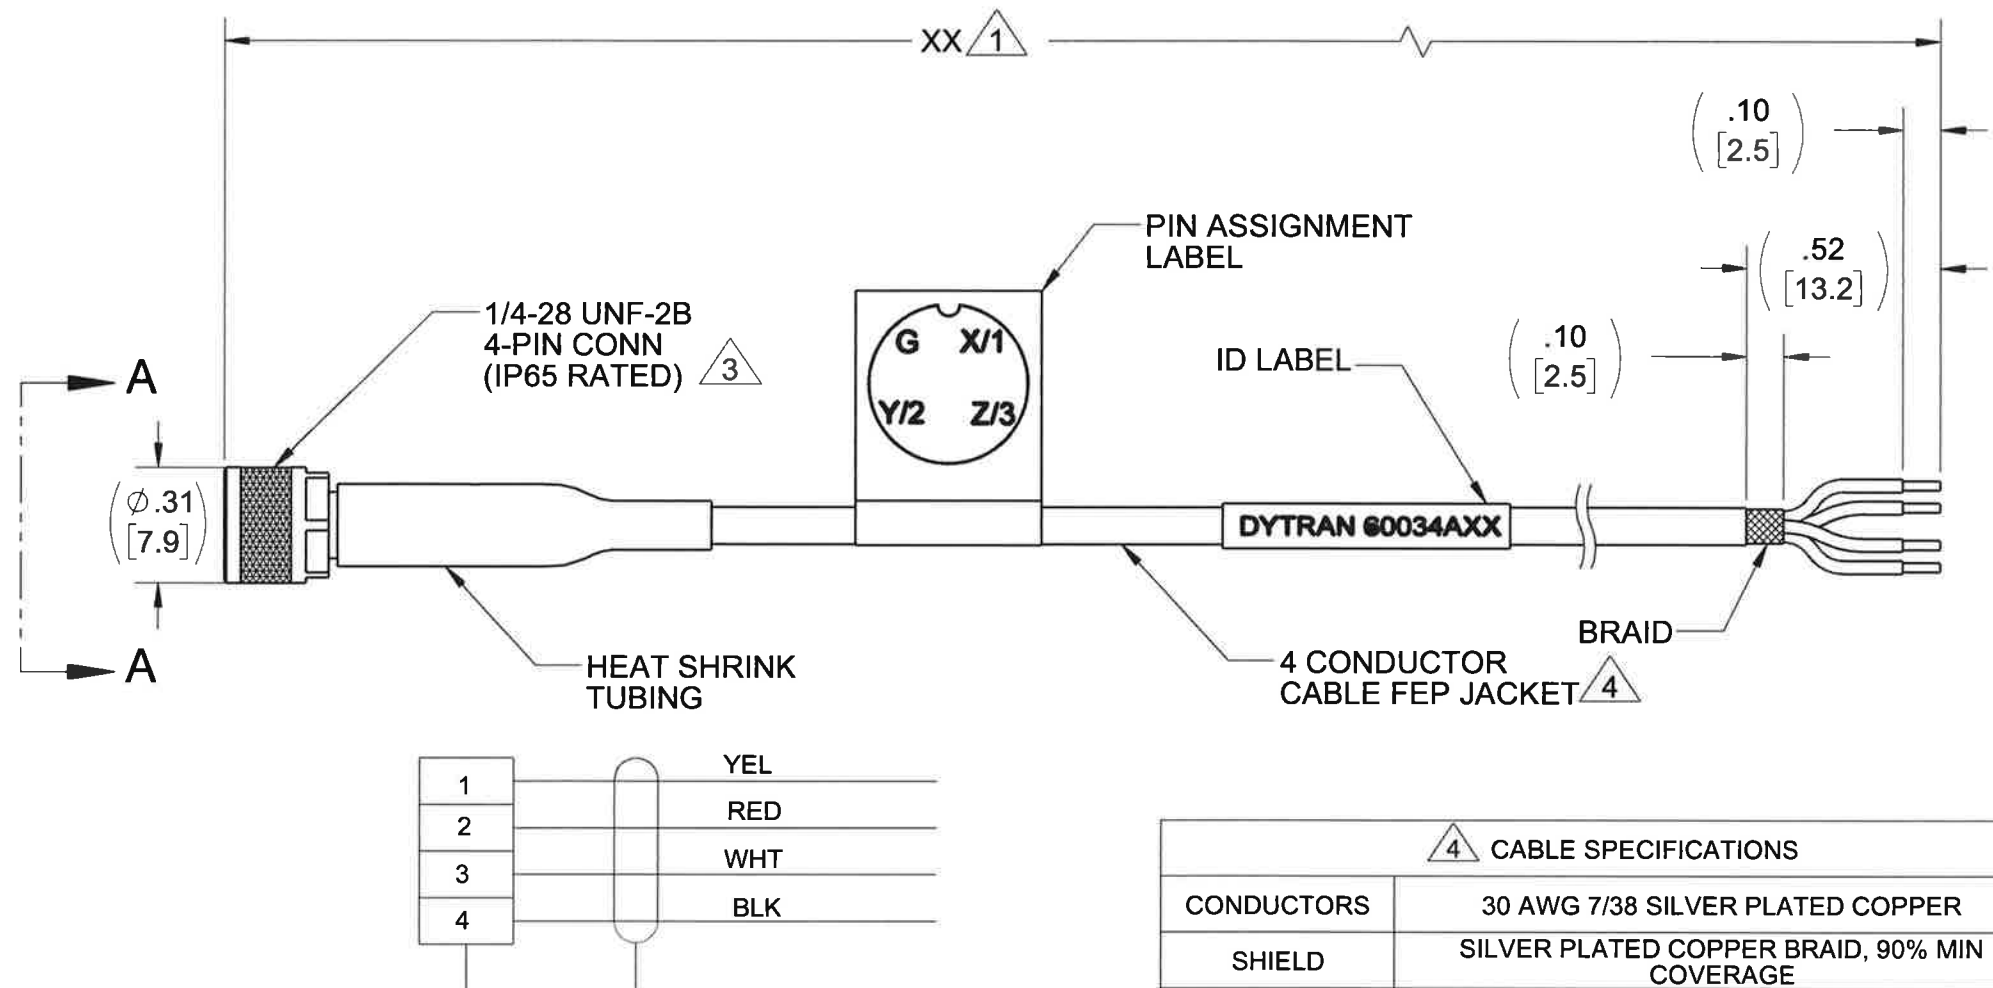 XX 1
.10
[2.5]
PIN ASSIGNMENT
LABEL
.52
[13.2]
1/4-28 UNF-2B
4-PIN CONN
(IP65 RATED) 3
G X/1
Y/2 Z/3
ID LABEL
.10
[2.5]
A
Ø.31
[7.9]
DYTRAN 60034AXX
A
HEAT SHRINK
TUBING
BRAID
4 CONDUCTOR
CABLE FEP JACKET 4
1 YEL
2 RED
3 WHT
4 BLK
4 CABLE SPECIFICATIONS
CONDUCTORS 30 AWG 7/38 SILVER PLATED COPPER
SHIELD SILVER PLATED COPPER BRAID, 90% MIN
COVERAGE